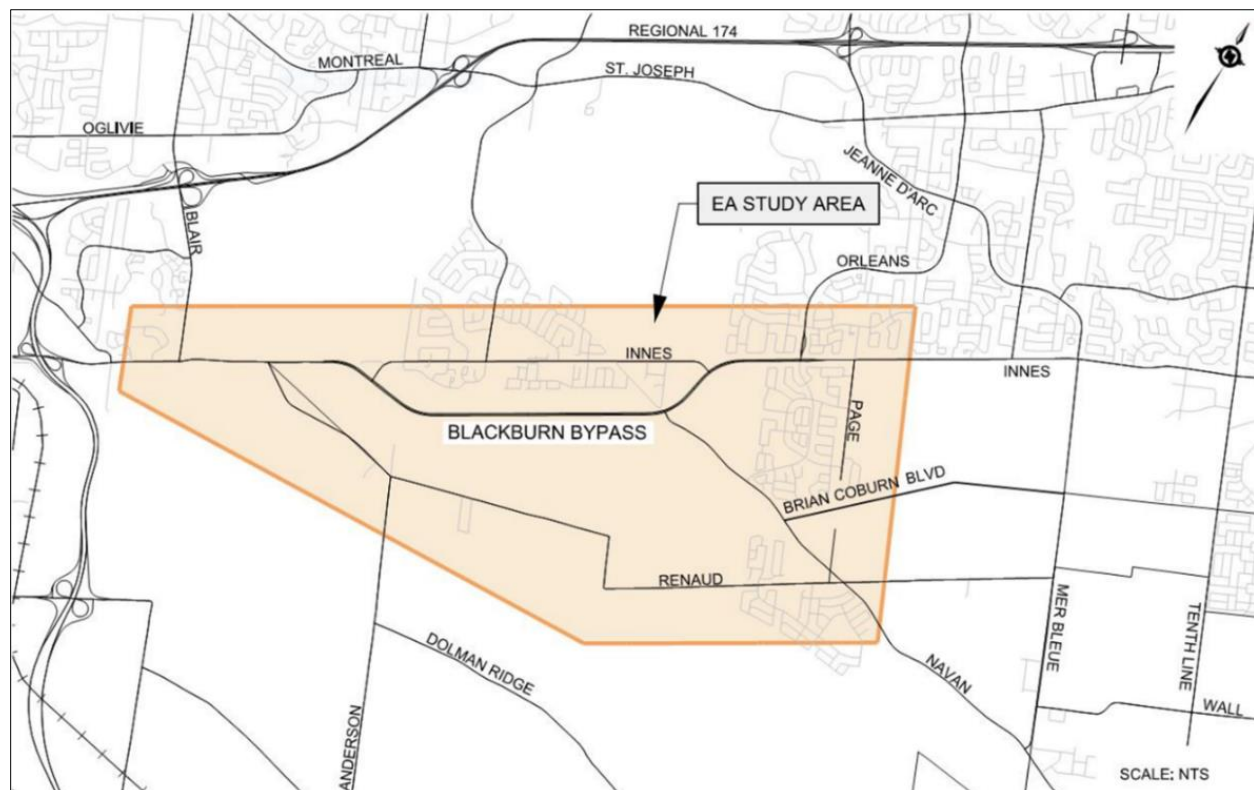 REGIONAL 174
MONTREAL
ST. JOSEPH
OGLIVIE
JEANNE D'ARC
EA STUDY AREA
BLAIR
ORLEANS
INNES
INNES
PAGE
BLACKBURN BYPASS
BRIAN COBURN BLVD
RENAUD
MER BLEUE
TENTH LINE
DOLMAN RIDGE
NAVAN
WALL
ANDERSON
SCALE: NTS